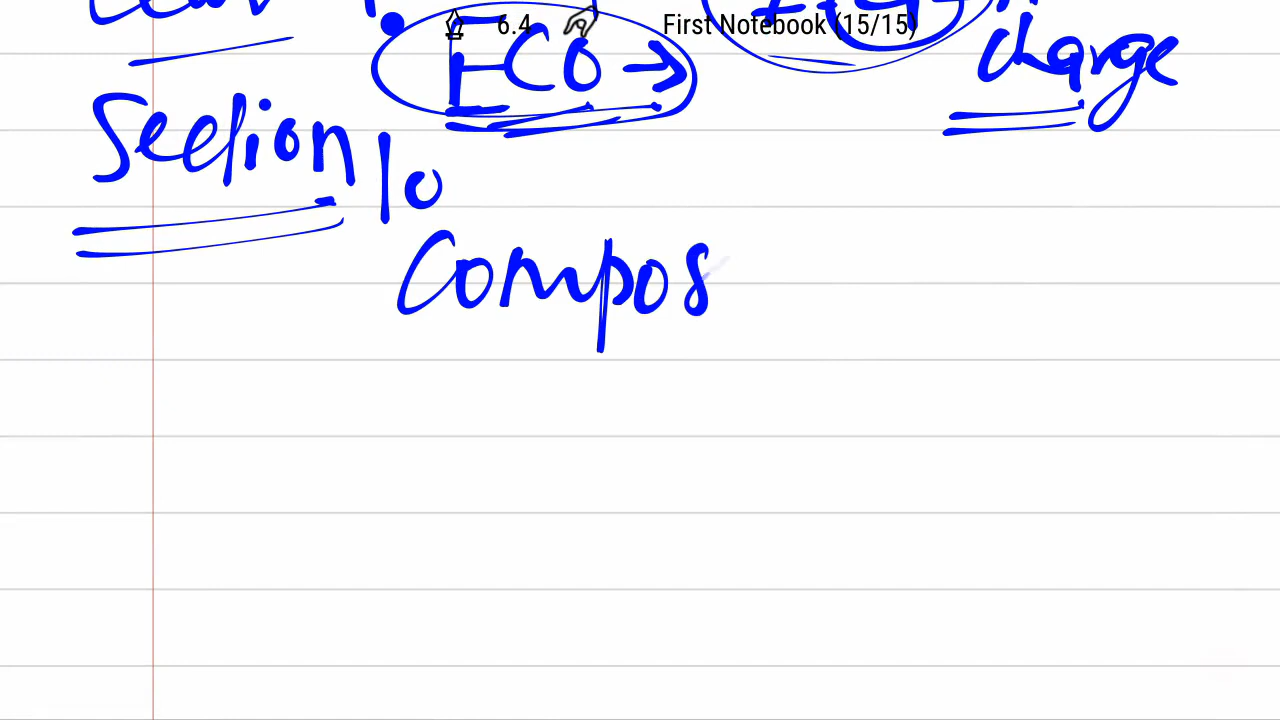 6.4 First Notebook (15/15)
ECO → charge
Section 10
Compos